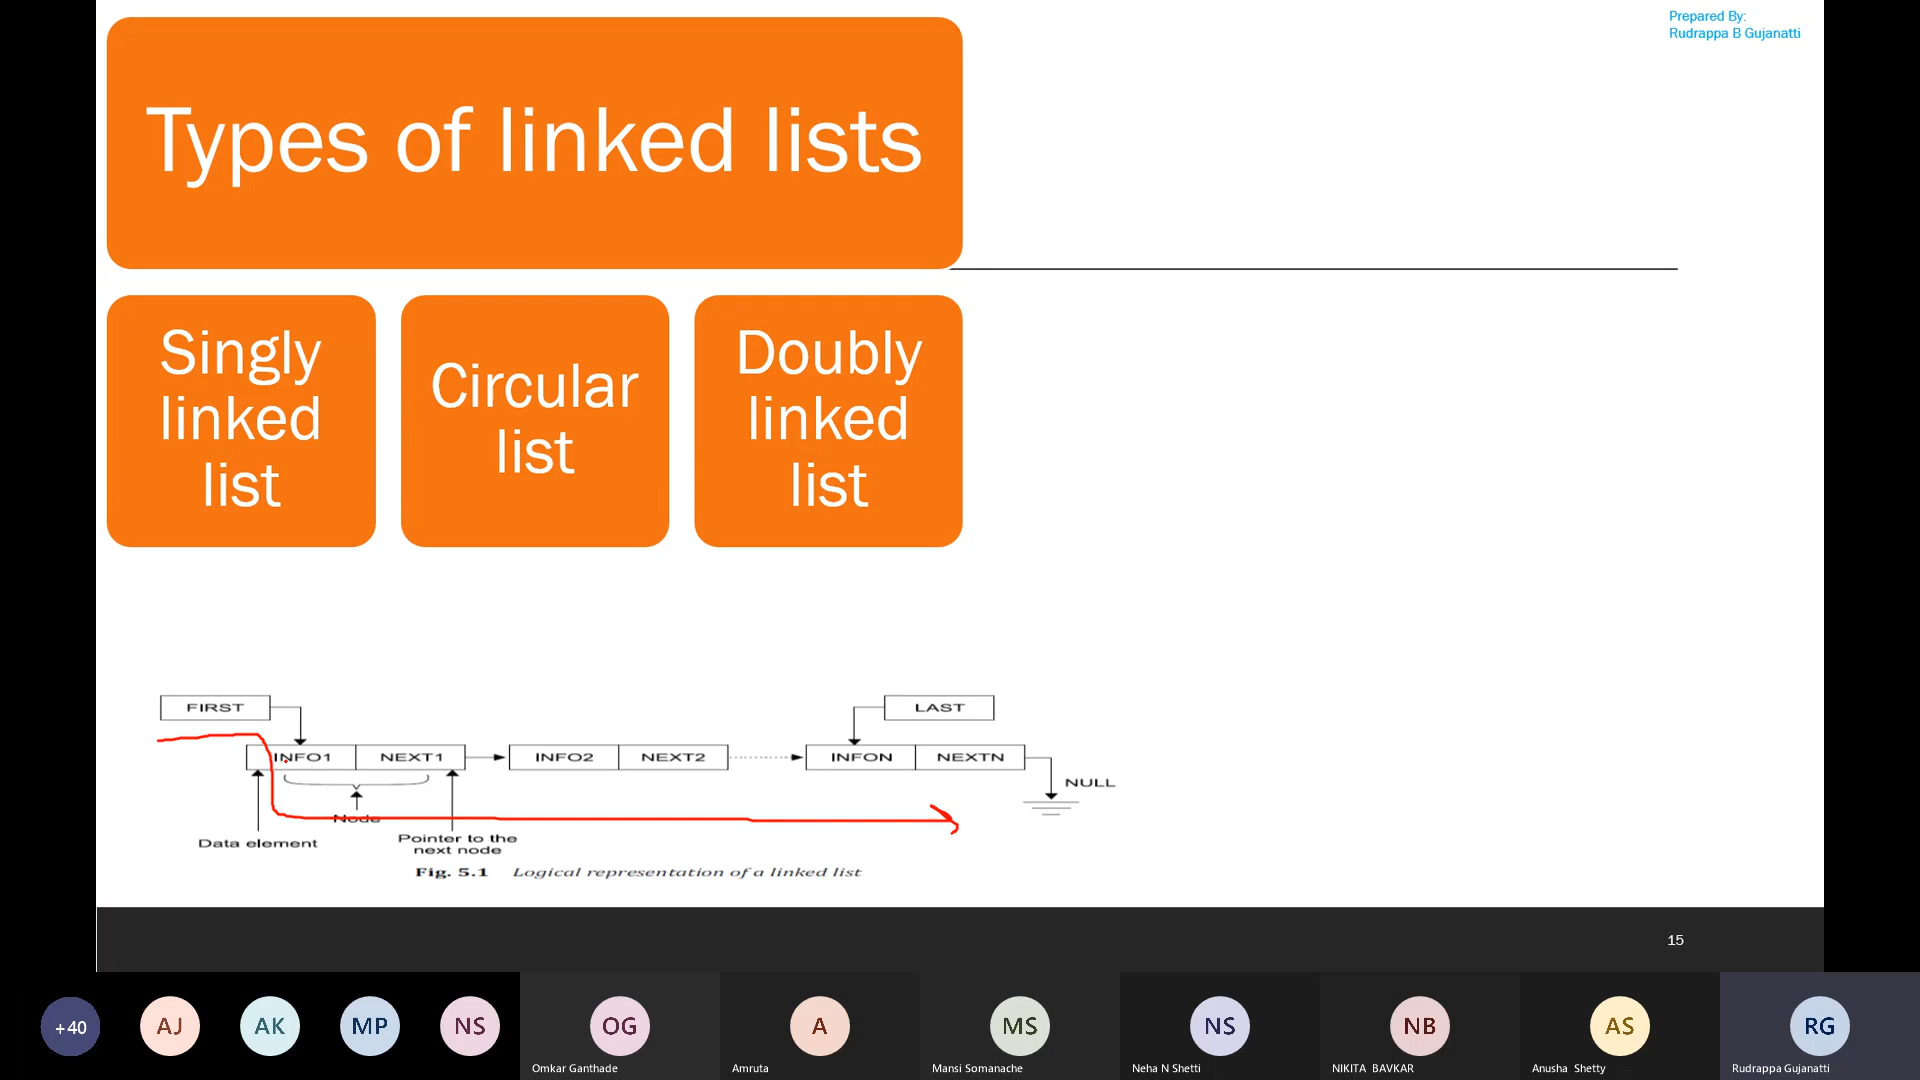 Prepared By:
Rudrappa B Gujanatti
Types of linked lists
Singly
linked
list
Circular
list
Doubly
linked
list
FIRST
LAST
INFO1
NEXT1
INFO2
NEXT2
INFON
NEXTN
NULL
Node
Data element
Pointer to the
next node
Fig. 5.1 Logical representation of a linked list
15
+40
AJ
AK
MP
NS
OG
A
MS
NS
NB
AS
RG
Omkar Ganthade
Amruta
Mansi Somanache
Neha N Shetti
NIKITA BAVKAR
Anusha Shetty
Rudrappa Gujanatti